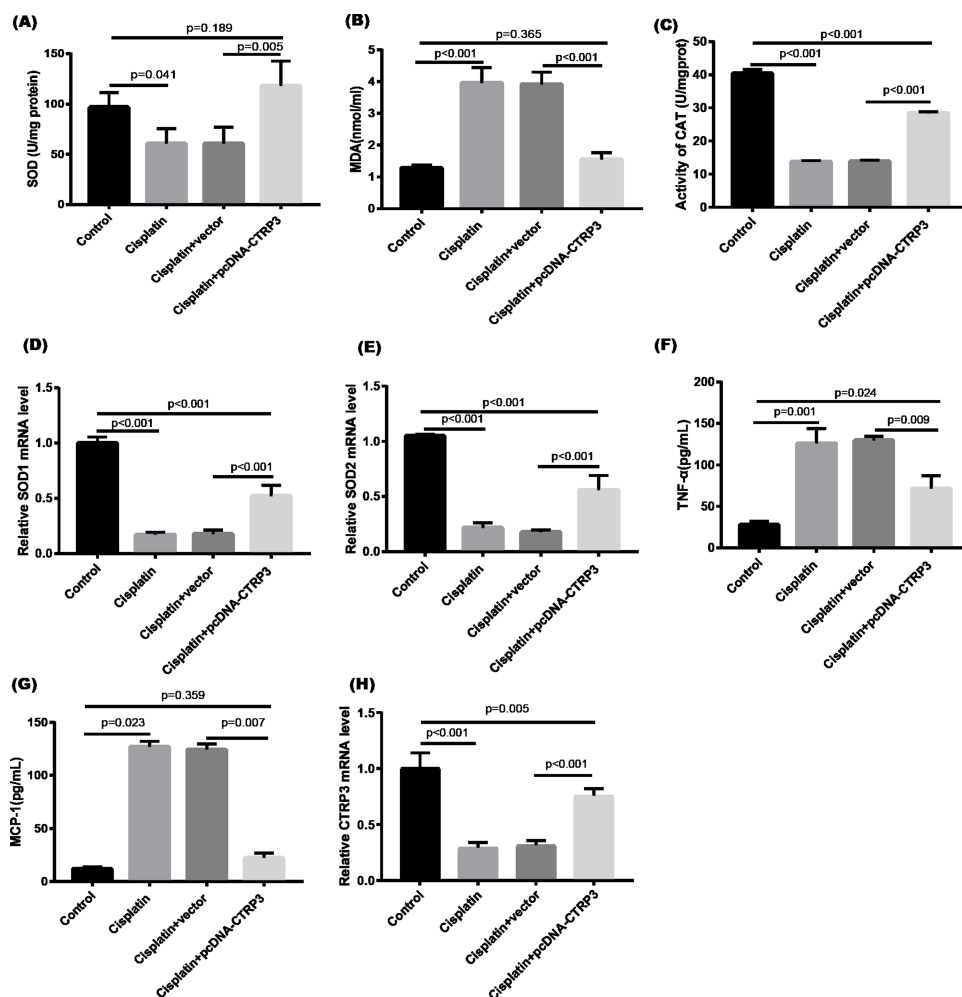 (A)
p=0.189
p=0.005
p=0.041
SOD (U/mg protein)
150
100
50
0
Control
Cisplatin
Cisplatin+vector
Cisplatin+pcDNA-CTRP3
(B)
p=0.365
p<0.001
p<0.001
MDA(nmol/ml)
5
4
3
2
1
0
Control
Cisplatin
Cisplatin+vector
Cisplatin+pcDNA-CTRP3
(C)
p<0.001
p<0.001
p<0.001
Activity of CAT (U/mgprot)
50
40
30
20
10
0
Control
Cisplatin
Cisplatin+vector
Cisplatin+pcDNA-CTRP3
(D)
p<0.001
p<0.001
p<0.001
Relative SOD1 mRNA level
1.5
1.0
0.5
0.0
Control
Cisplatin
Cisplatin+vector
Cisplatin+pcDNA-CTRP3
(E)
p<0.001
p<0.001
p<0.001
Relative SOD2 mRNA level
1.5
1.0
0.5
0.0
Control
Cisplatin
Cisplatin+vector
Cisplatin+pcDNA-CTRP3
(F)
p=0.024
p=0.001
p=0.009
TNF-α(pg/mL)
200
150
100
50
0
Control
Cisplatin
Cisplatin+vector
Cisplatin+pcDNA-CTRP3
(G)
p=0.359
p=0.023
p=0.007
MCP-1(pg/mL)
150
100
50
0
Control
Cisplatin
Cisplatin+vector
Cisplatin+pcDNA-CTRP3
(H)
p=0.005
p<0.001
p<0.001
Relative CTRP3 mRNA level
1.5
1.0
0.5
0.0
Control
Cisplatin
Cisplatin+vector
Cisplatin+pcDNA-CTRP3